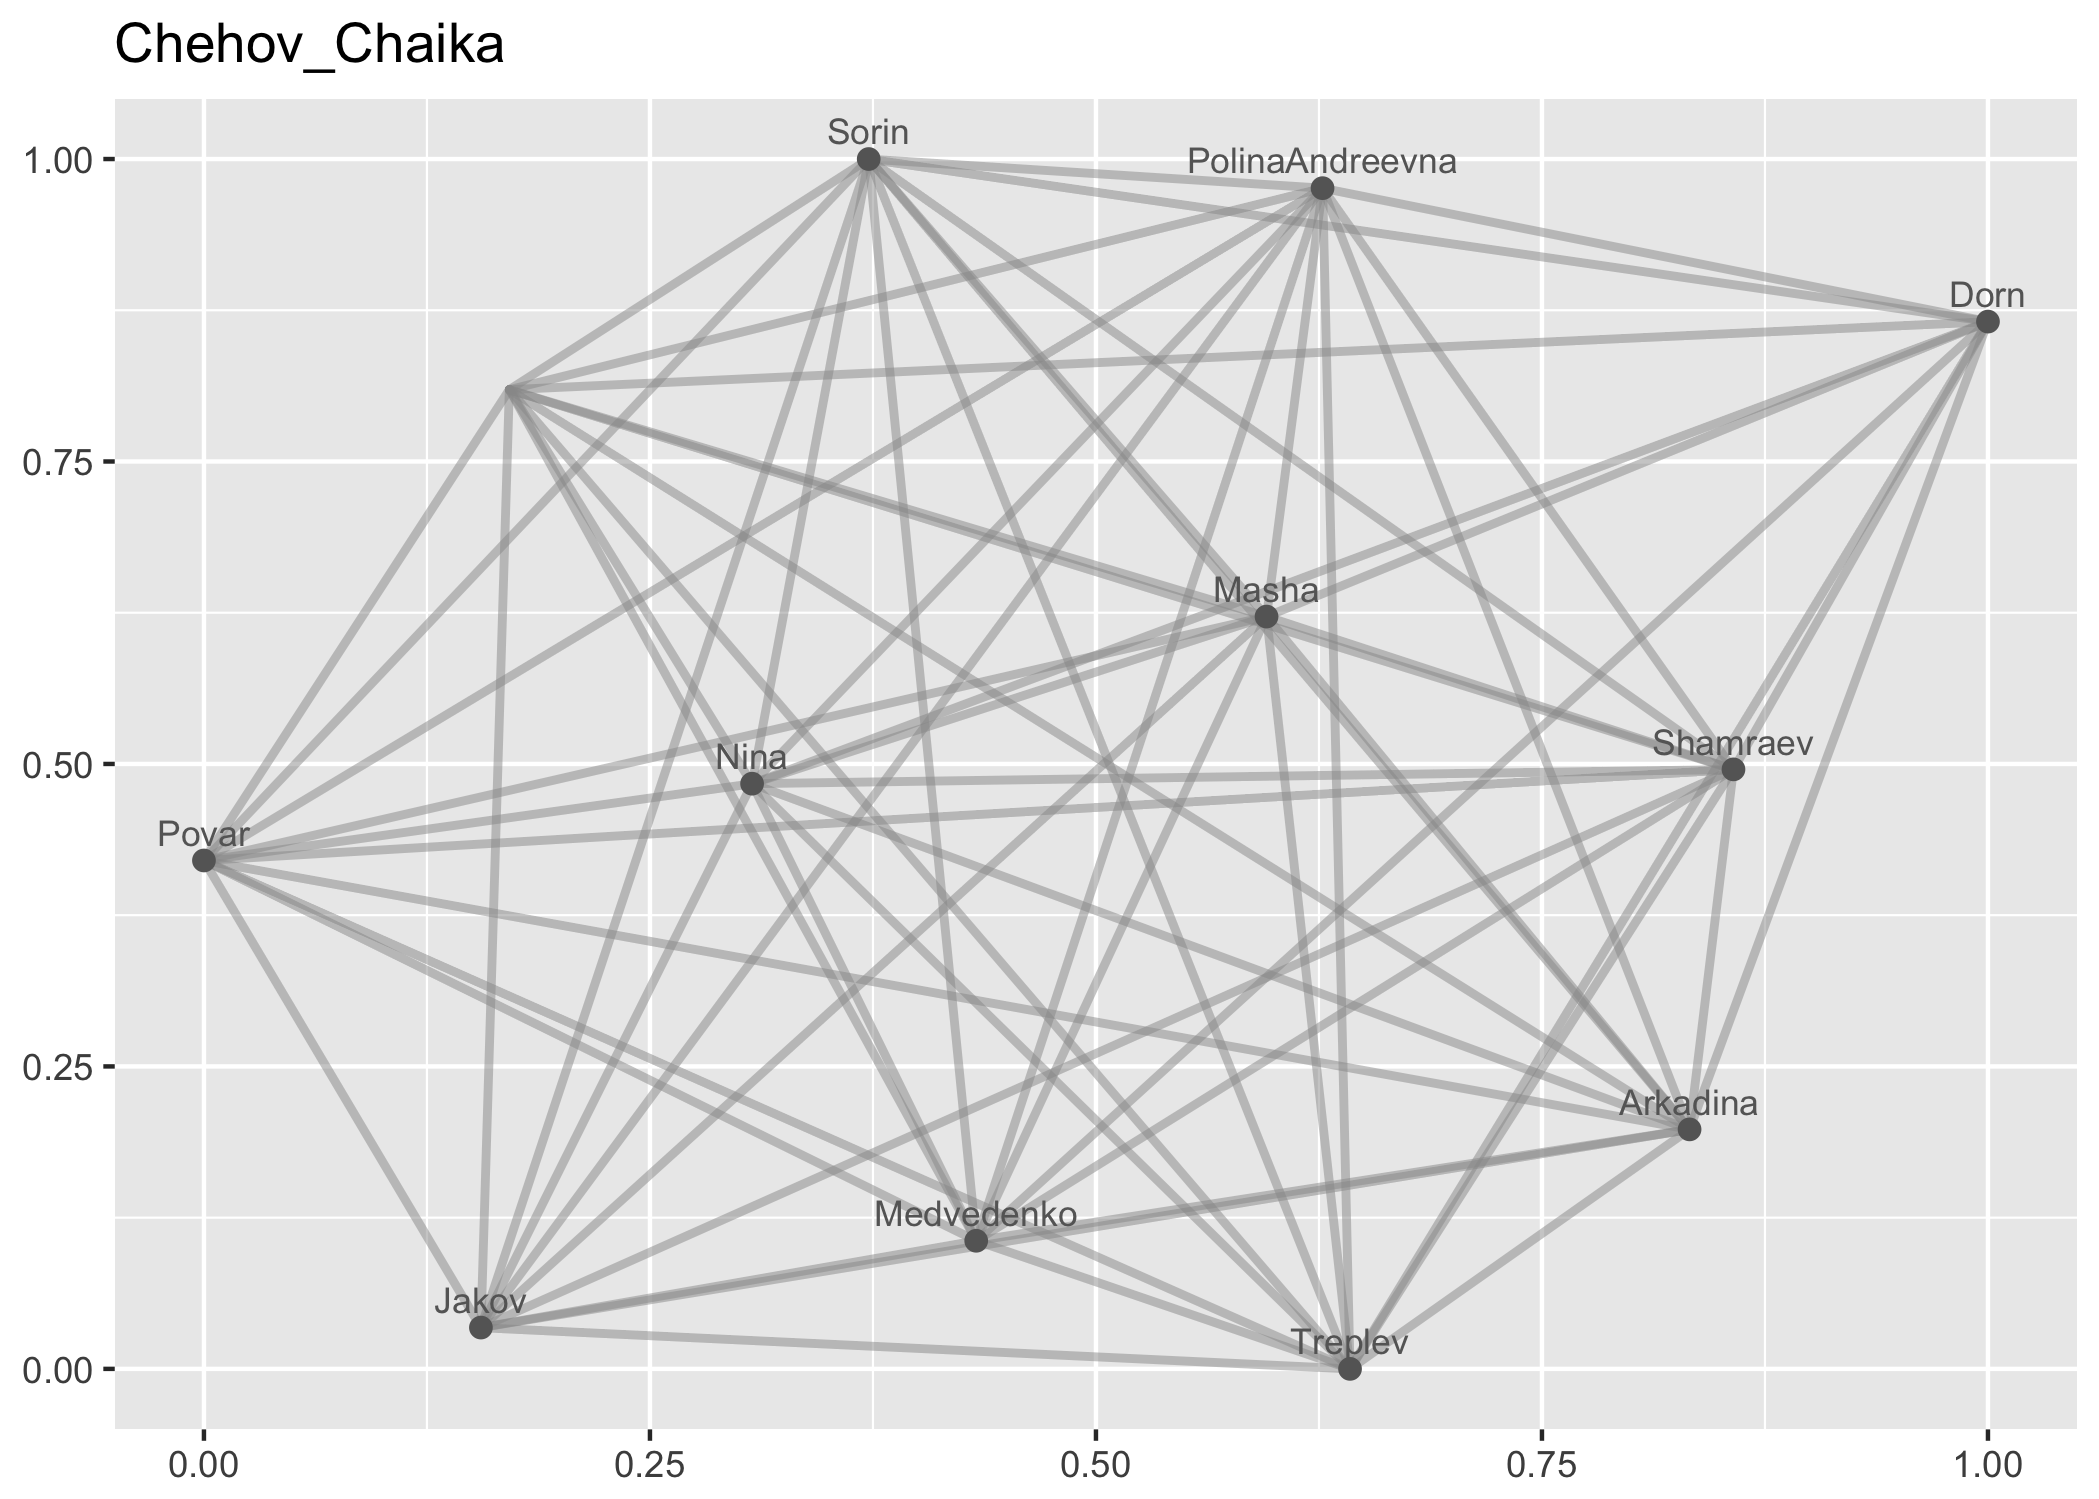 Chehov_Chaika
Sorin
PolinaAndreevna
Dorn
Masha
Nina
Shamraev
Povar
Arkadina
Medvedenko
Jakov
Treplev
1.00
0.75
0.50
0.25
0.00
0.00 0.25 0.50 0.75 1.00